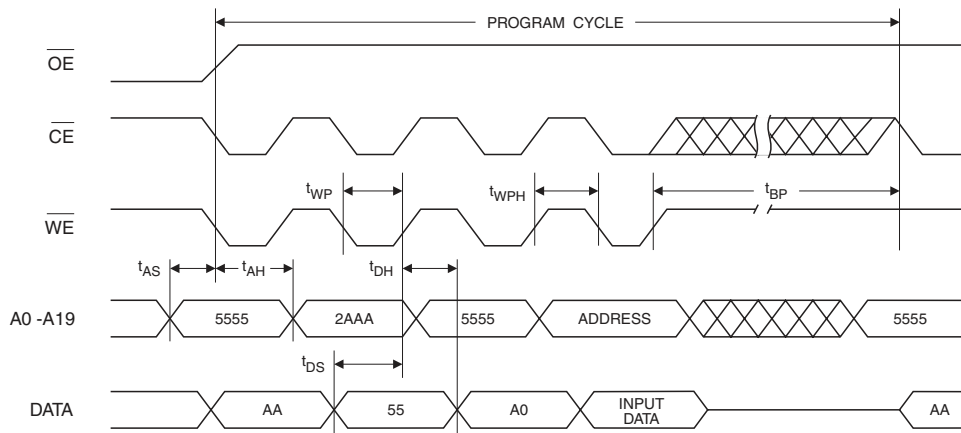 PROGRAM CYCLE
OE
CE
tWP
tWPH
tBP
WE
tAS
tAH
tDH
A0 -A19
5555
2AAA
5555
ADDRESS
5555
tDS
DATA
AA
55
A0
INPUT
DATA
AA